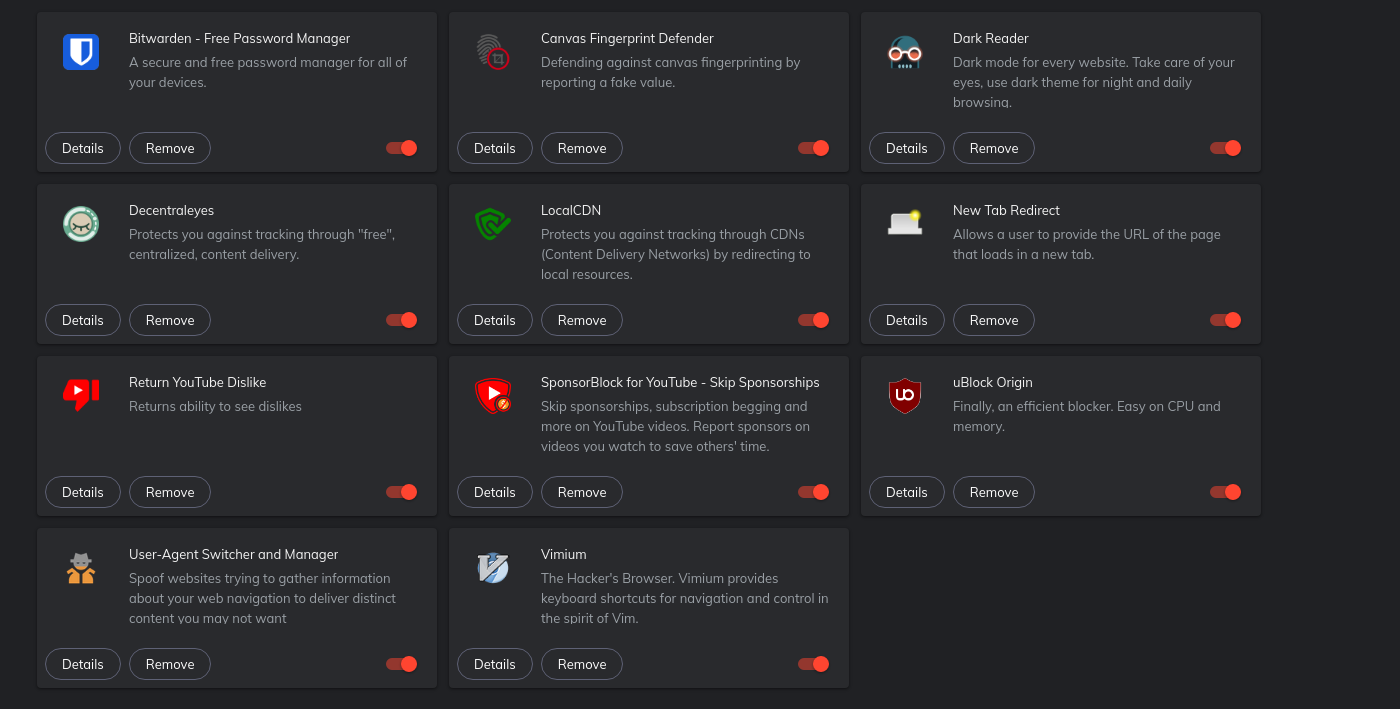 Bitwarden - Free Password Manager
A secure and free password manager for all of
your devices.
Details
Remove
Canvas Fingerprint Defender
Defending against canvas fingerprinting by
reporting a fake value.
Details
Remove
Dark Reader
Dark mode for every website. Take care of your
eyes, use dark theme for night and daily
browsing.
Details
Remove
Decentraleyes
Protects you against tracking through "free",
centralized, content delivery.
Details
Remove
LocalCDN
Protects you against tracking through CDNs
(Content Delivery Networks) by redirecting to
local resources.
Details
Remove
New Tab Redirect
Allows a user to provide the URL of the page
that loads in a new tab.
Details
Remove
Return YouTube Dislike
Returns ability to see dislikes
Details
Remove
SponsorBlock for YouTube - Skip Sponsorships
Skip sponsorships, subscription begging and
more on YouTube videos. Report sponsors on
videos you watch to save others' time.
Details
Remove
uBlock Origin
Finally, an efficient blocker. Easy on CPU and
memory.
Details
Remove
User-Agent Switcher and Manager
Spoof websites trying to gather information
about your web navigation to deliver distinct
content you may not want
Details
Remove
Vimium
The Hacker's Browser. Vimium provides
keyboard shortcuts for navigation and control in
the spirit of Vim.
Details
Remove